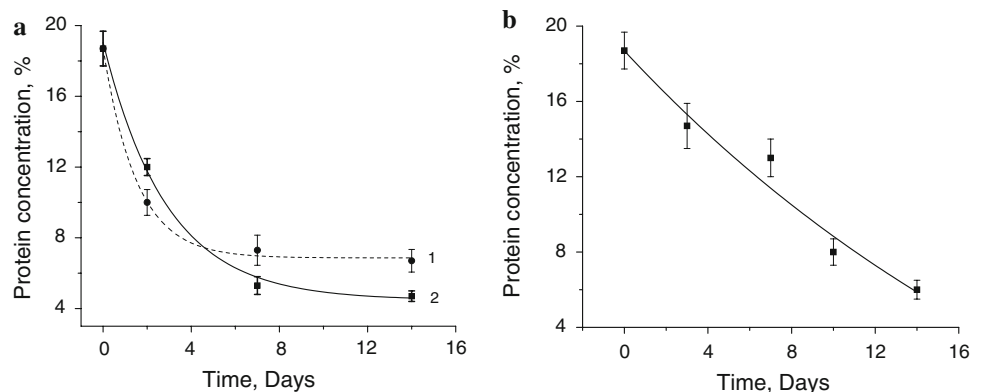 a
Protein concentration, %
20
16
12
8
4
1
2
0 4 8 12 16
Time, Days
b
Protein concentration, %
20
16
12
8
4
0 4 8 12 16
Time, Days